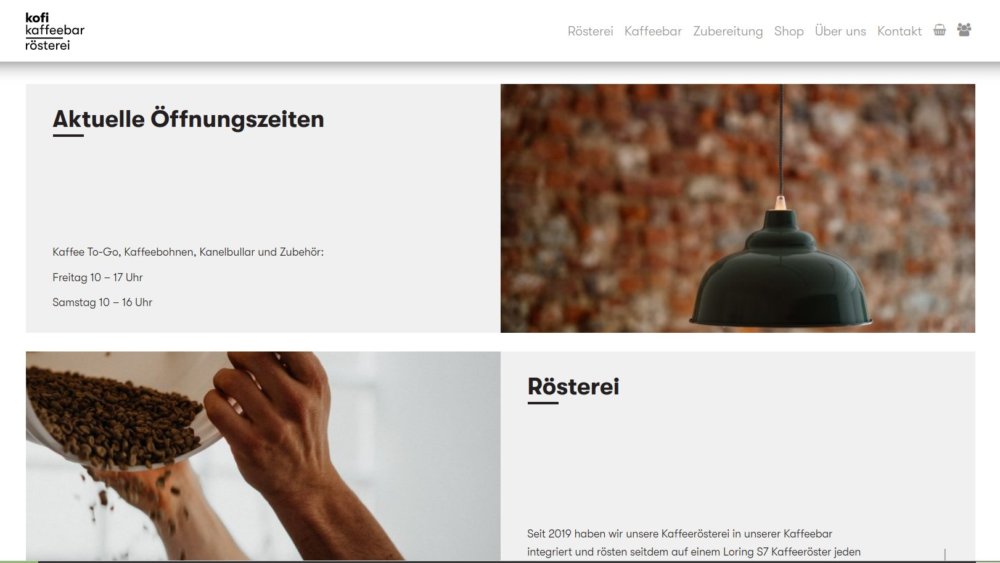 kofi
kaffeebar
rösterei
Rösterei Kaffeebar Zubereitung Shop Über uns Kontakt
Aktuelle Öffnungszeiten
Kaffee To-Go, Kaffeebohnen, Kanelbullar und Zubehör:
Freitag 10 – 17 Uhr
Samstag 10 – 16 Uhr
Rösterei
Seit 2019 haben wir unsere Kaffeerösterei in unserer Kaffeebar
integriert und rösten seitdem auf einem Loring S7 Kaffeeröster jeden